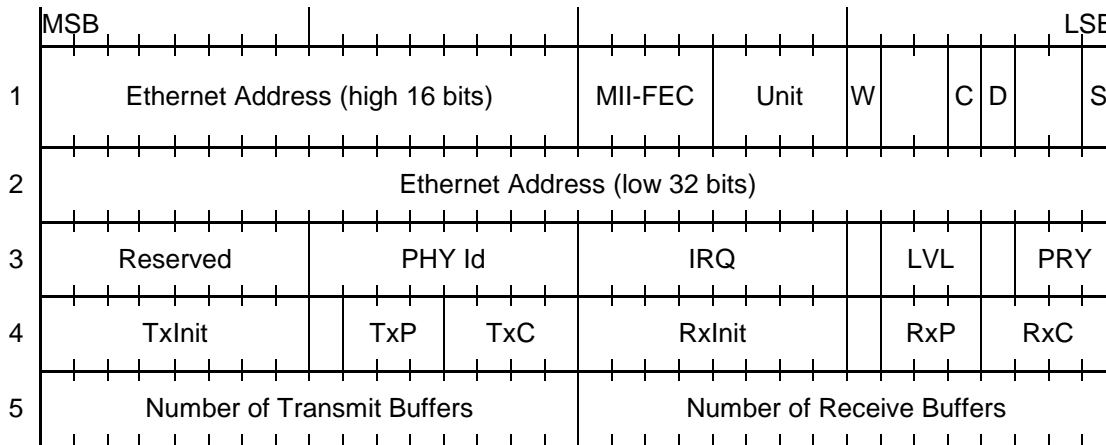 MSB LSB
1 Ethernet Address (high 16 bits) MII-FEC Unit W C D S
2 Ethernet Address (low 32 bits)
3 Reserved PHY Id IRQ LVL PRY
4 TxInit TxP TxC RxInit RxP RxC
5 Number of Transmit Buffers Number of Receive Buffers